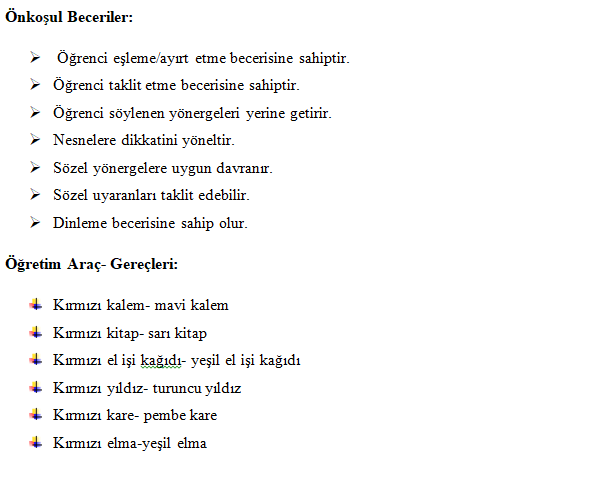 Önkoşul Beceriler:
Öğrenci eşleme/ayırt etme becerisine sahiptir.
Öğrenci taklit etme becerisine sahiptir.
Öğrenci söylenen yönergeleri yerine getirir.
Nesnelere dikkatini yöneltir.
Sözel yönergelere uygun davranır.
Sözel uyaranları taklit edebilir.
Dinleme becerisine sahip olur.
Öğretim Araç- Gereçleri:
Kırmızı kalem- mavi kalem
Kırmızı kitap- sarı kitap
Kırmızı el işi kağıdı- yeşil el işi kağıdı
Kırmızı yıldız- turuncu yıldız
Kırmızı kare- pembe kare
Kırmızı elma-yeşil elma